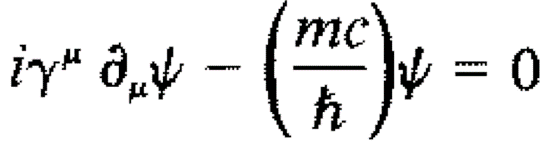 iγ^μ ∂_μψ − (mc/ħ)ψ = 0